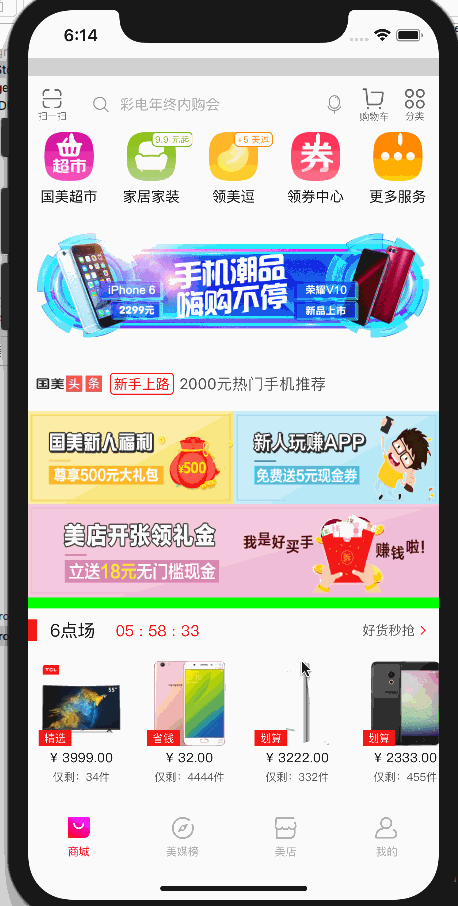 6:14
扫一扫
彩电年终内购会
购物车
分类
超市
9.9 元起
+5 美逗
券
国美超市
家居家装
领美逗
领券中心
更多服务
手机潮品
嗨购不停
iPhone 6
2299元
荣耀V10
新品上市
国美头条
新手上路
2000元热门手机推荐
国美新人福利
尊享500元大礼包
¥500
新人玩赚APP
免费送5元现金券
美店开张领礼金
立送18元无门槛现金
我是好买手
赚钱啦!
6点场
05 : 58 : 33
好货秒抢
TCL
55"
精选
省钱
划算
划算
¥ 3999.00
¥ 32.00
¥ 3222.00
¥ 2333.00
仅剩：34件
仅剩：4444件
仅剩：332件
仅剩：455件
商城
美媒榜
美店
我的